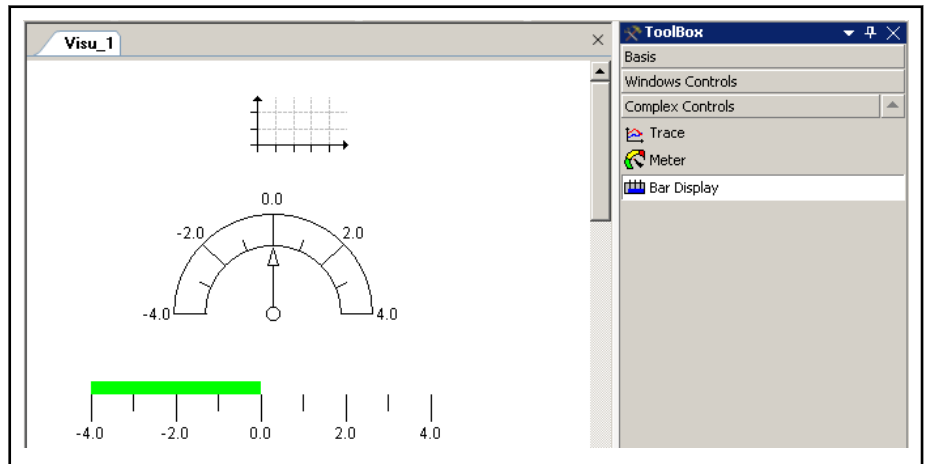 Visu_1
0.0
-2.0 2.0
-4.0 4.0
-4.0 -2.0 0.0 2.0 4.0
ToolBox
Basis
Windows Controls
Complex Controls
Trace
Meter
Bar Display